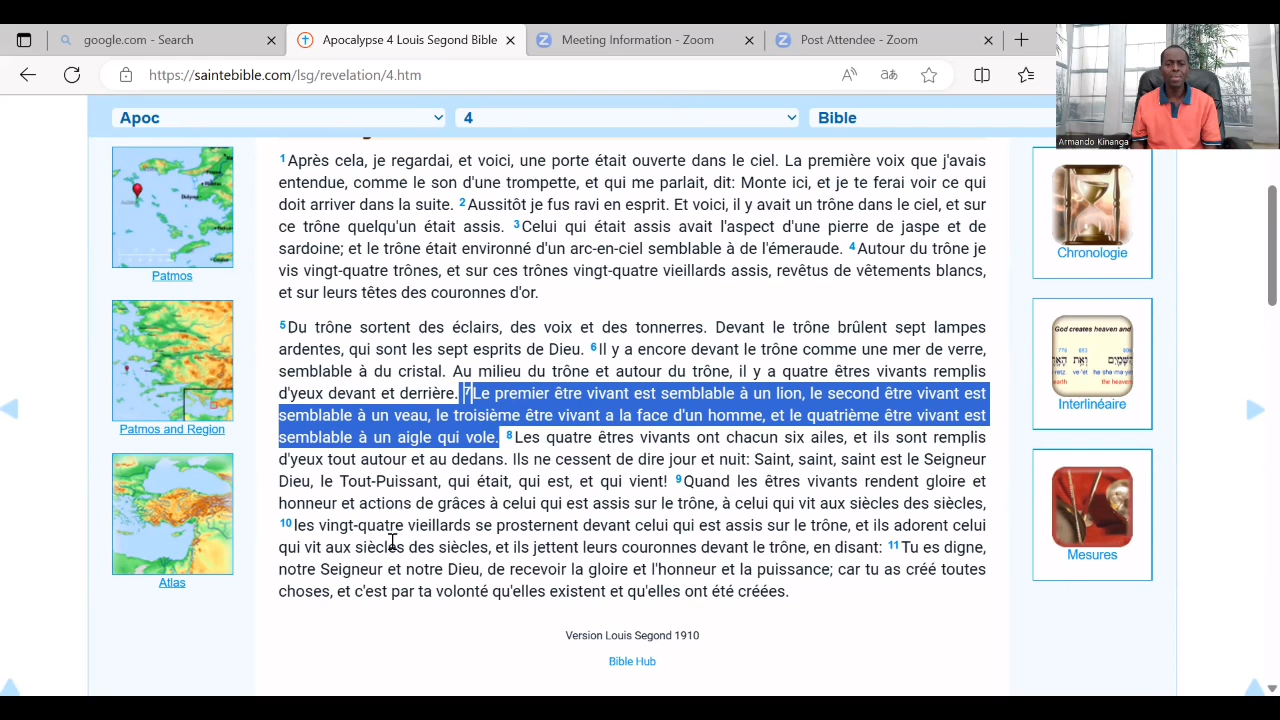 google.com - Search
Apocalypse 4 Louis Segond Bible
Meeting Information - Zoom
Post Attendee - Zoom
https://saintebible.com/lsg/revelation/4.htm
Apoc
4
Bible
Armando Kinanga
1Après cela, je regardai, et voici, une porte était ouverte dans le ciel. La première voix que j'avais
entendue, comme le son d'une trompette, et qui me parlait, dit: Monte ici, et je te ferai voir ce qui
doit arriver dans la suite. 2Aussitôt je fus ravi en esprit. Et voici, il y avait un trône dans le ciel, et sur
ce trône quelqu'un était assis. 3Celui qui était assis avait l'aspect d'une pierre de jaspe et de
sardoine; et le trône était environné d'un arc-en-ciel semblable à de l'émeraude. 4Autour du trône je
vis vingt-quatre trônes, et sur ces trônes vingt-quatre vieillards assis, revêtus de vêtements blancs,
et sur leurs têtes des couronnes d'or.
5Du trône sortent des éclairs, des voix et des tonnerres. Devant le trône brûlent sept lampes
ardentes, qui sont les sept esprits de Dieu. 6Il y a encore devant le trône comme une mer de verre,
semblable à du cristal. Au milieu du trône et autour du trône, il y a quatre êtres vivants remplis
d'yeux devant et derrière. 7Le premier être vivant est semblable à un lion, le second être vivant est
semblable à un veau, le troisième être vivant a la face d'un homme, et le quatrième être vivant est
semblable à un aigle qui vole. 8Les quatre êtres vivants ont chacun six ailes, et ils sont remplis
d'yeux tout autour et au dedans. Ils ne cessent de dire jour et nuit: Saint, saint, saint est le Seigneur
Dieu, le Tout-Puissant, qui était, qui est, et qui vient! 9Quand les êtres vivants rendent gloire et
honneur et actions de grâces à celui qui est assis sur le trône, à celui qui vit aux siècles des siècles,
10les vingt-quatre vieillards se prosternent devant celui qui est assis sur le trône, et ils adorent celui
qui vit aux siècles des siècles, et ils jettent leurs couronnes devant le trône, en disant: 11Tu es digne,
notre Seigneur et notre Dieu, de recevoir la gloire et l'honneur et la puissance; car tu as créé toutes
choses, et c'est par ta volonté qu'elles existent et qu'elles ont été créées.
Version Louis Segond 1910
Bible Hub
Patmos
Patmos and Region
Atlas
Chronologie
God creates heaven and
earth
the heaven
Interlinéaire
Mesures